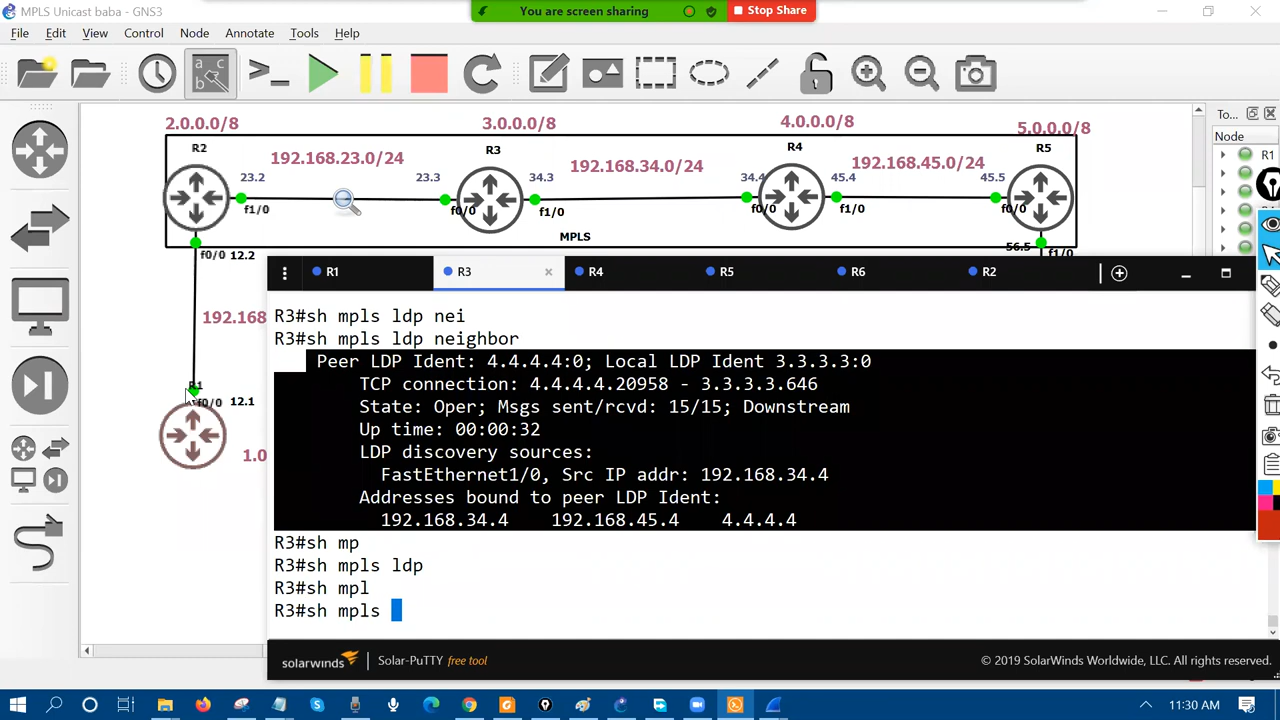 MPLS Unicast baba - GNS3
You are screen sharing
Stop Share
File Edit View Control Node Annotate Tools Help
2.0.0.0/8 3.0.0.0/8 4.0.0.0/8 5.0.0.0/8
To...
Node
R2 R3 R4 R5
R1
192.168.23.0/24 192.168.34.0/24 192.168.45.0/24
23.2 23.3 34.3 34.4 45.4 45.5
f1/0 f0/0 f1/0 f0/0 f1/0 f0/0
MPLS
f0/0 12.2
56.5 f1/0
R1 R3 × R4 R5 R6 R2
192.168
R1
f0/0 12.1
1.0
R3#sh mpls ldp nei
R3#sh mpls ldp neighbor
Peer LDP Ident: 4.4.4.4:0; Local LDP Ident 3.3.3.3:0
TCP connection: 4.4.4.4.20958 - 3.3.3.3.646
State: Oper; Msgs sent/rcvd: 15/15; Downstream
Up time: 00:00:32
LDP discovery sources:
FastEthernet1/0, Src IP addr: 192.168.34.4
Addresses bound to peer LDP Ident:
192.168.34.4 192.168.45.4 4.4.4.4
R3#sh mp
R3#sh mpls ldp
R3#sh mpl
R3#sh mpls
solarwinds Solar-PuTTY free tool
© 2019 SolarWinds Worldwide, LLC. All rights reserved.
11:30 AM